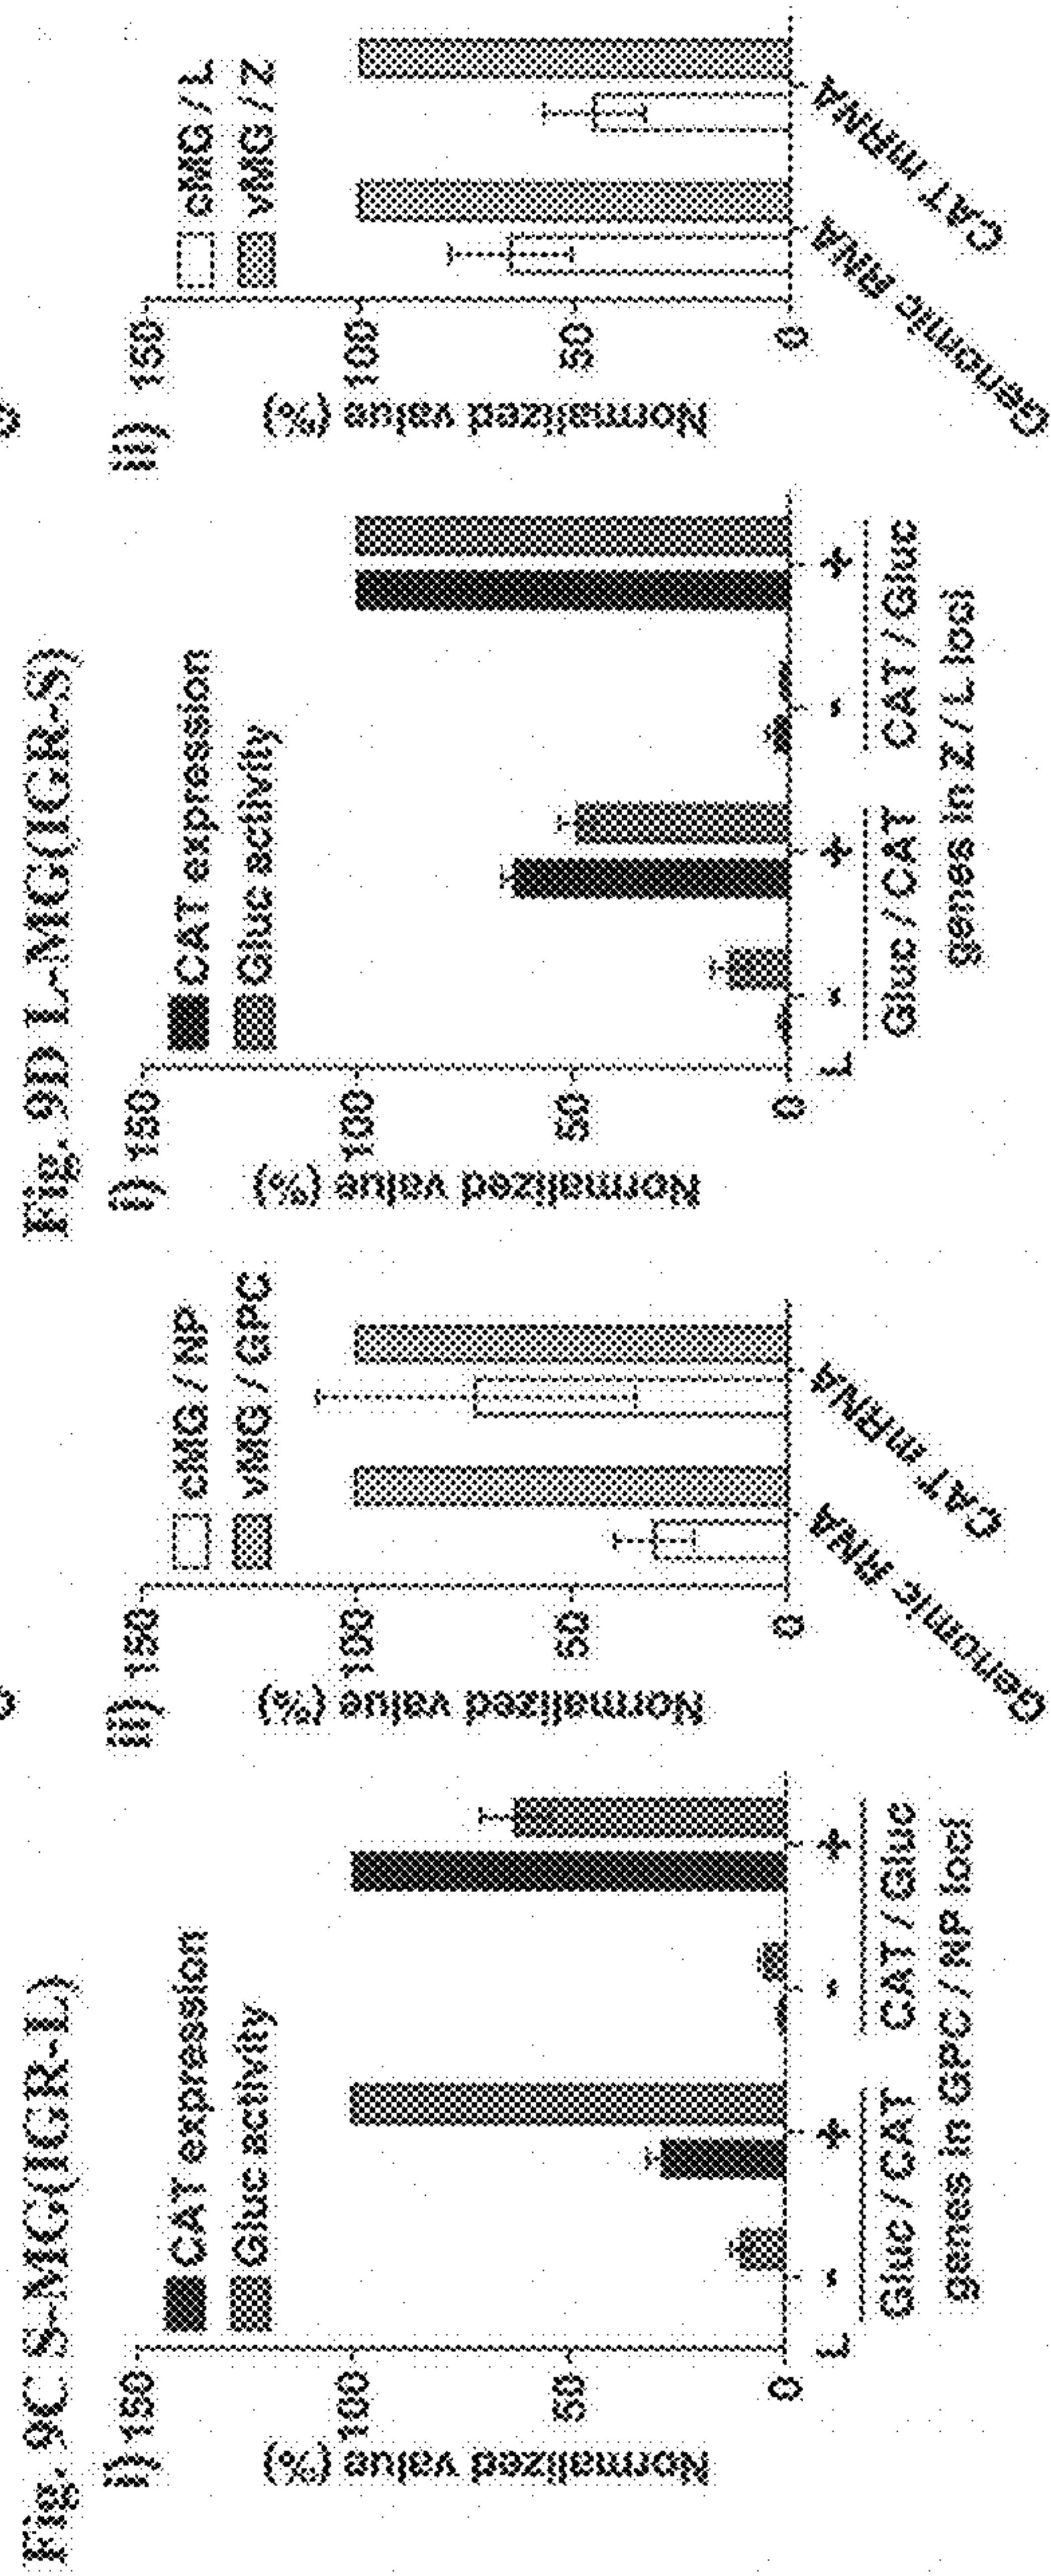 Fig. 9C S-MG(IGR-L)
i)
CAT expression
Gluc activity
150
100
50
0
Normalized value
(%)
L - + - +
Gluc / CAT CAT / Gluc
genes in GPC / NP loci
ii)
cMG / NP
vMG / GPC
150
100
50
0
Normalized value
(%)
Genomic RNA
CAT mRNA
Fig. 9D L-MG(IGR-S)
i)
CAT expression
Gluc activity
150
100
50
0
Normalized value
(%)
L - + - +
Gluc / CAT CAT / Gluc
genes in Z / L loci
ii)
cMG / L
vMG / Z
150
100
50
0
Normalized value
(%)
Genomic RNA
CAT mRNA